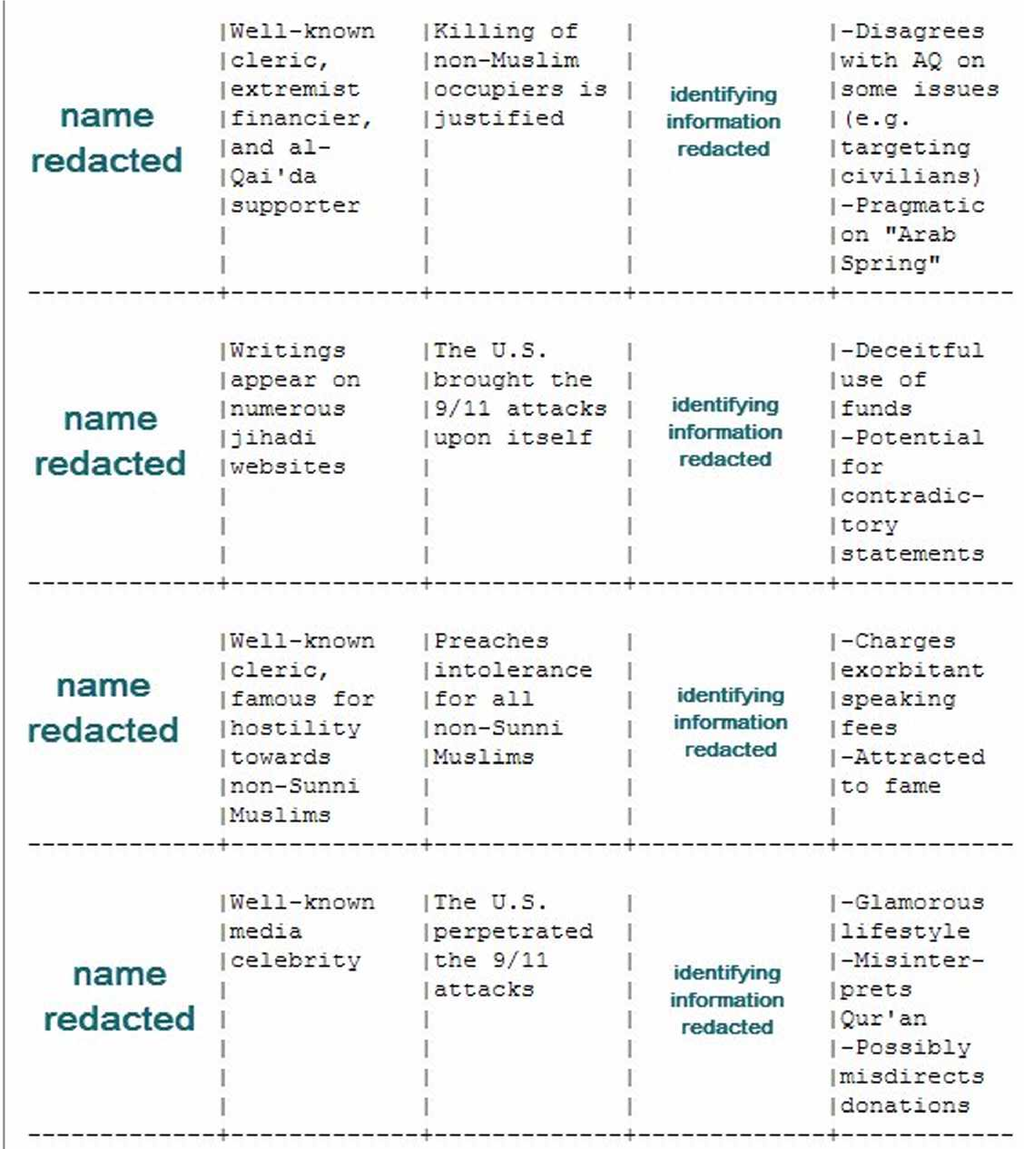 |Well-known |Killing of | |-Disagrees
|cleric, |non-Muslim | |with AQ on
|extremist |occupiers is | |some issues
|financier, |justified | |(e.g.
|and al- | | |targeting
|Qai'da | | |civilians)
|supporter | | |-Pragmatic
| | | |on "Arab
| | | |Spring"
name
redacted
identifying
information
redacted
-------------+-------------+-------------+-------------+------------
|Writings |The U.S. | |-Deceitful
|appear on |brought the | |use of
|numerous |9/11 attacks | |funds
|jihadi |upon itself | |-Potential
|websites | | |for
| | | |contradic-
| | | |tory
| | | |statements
name
redacted
identifying
information
redacted
-------------+-------------+-------------+-------------+------------
|Well-known |Preaches | |-Charges
|cleric, |intolerance | |exorbitant
|famous for |for all | |speaking
|hostility |non-Sunni | |fees
|towards |Muslims | |-Attracted
|non-Sunni | | |to fame
|Muslims | | |
name
redacted
identifying
information
redacted
-------------+-------------+-------------+-------------+------------
|Well-known |The U.S. | |-Glamorous
|media |perpetrated | |lifestyle
|celebrity |the 9/11 | |-Misinter-
| |attacks | |prets
| | | |Qur'an
| | | |-Possibly
| | | |misdirects
| | | |donations
name
redacted
identifying
information
redacted
-------------+-------------+-------------+-------------+------------